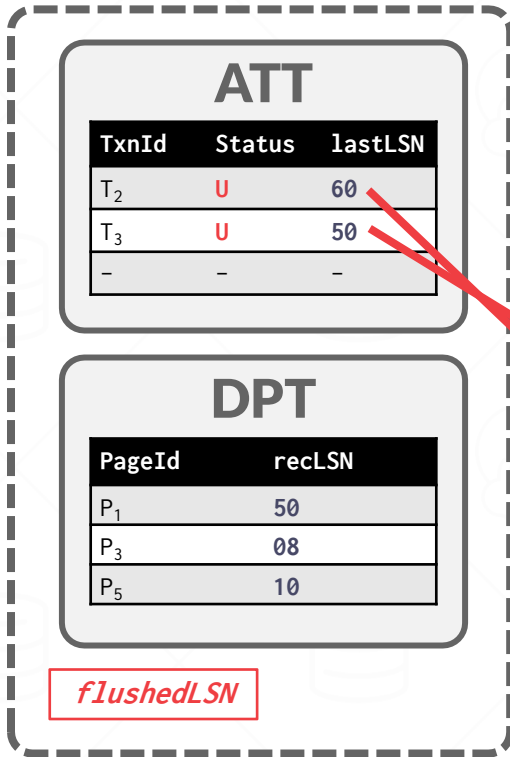 ATT
TxnId Status lastLSN
T₂ U 60
T₃ U 50
– – –
DPT
PageId recLSN
P₁ 50
P₃ 08
P₅ 10
flushedLSN